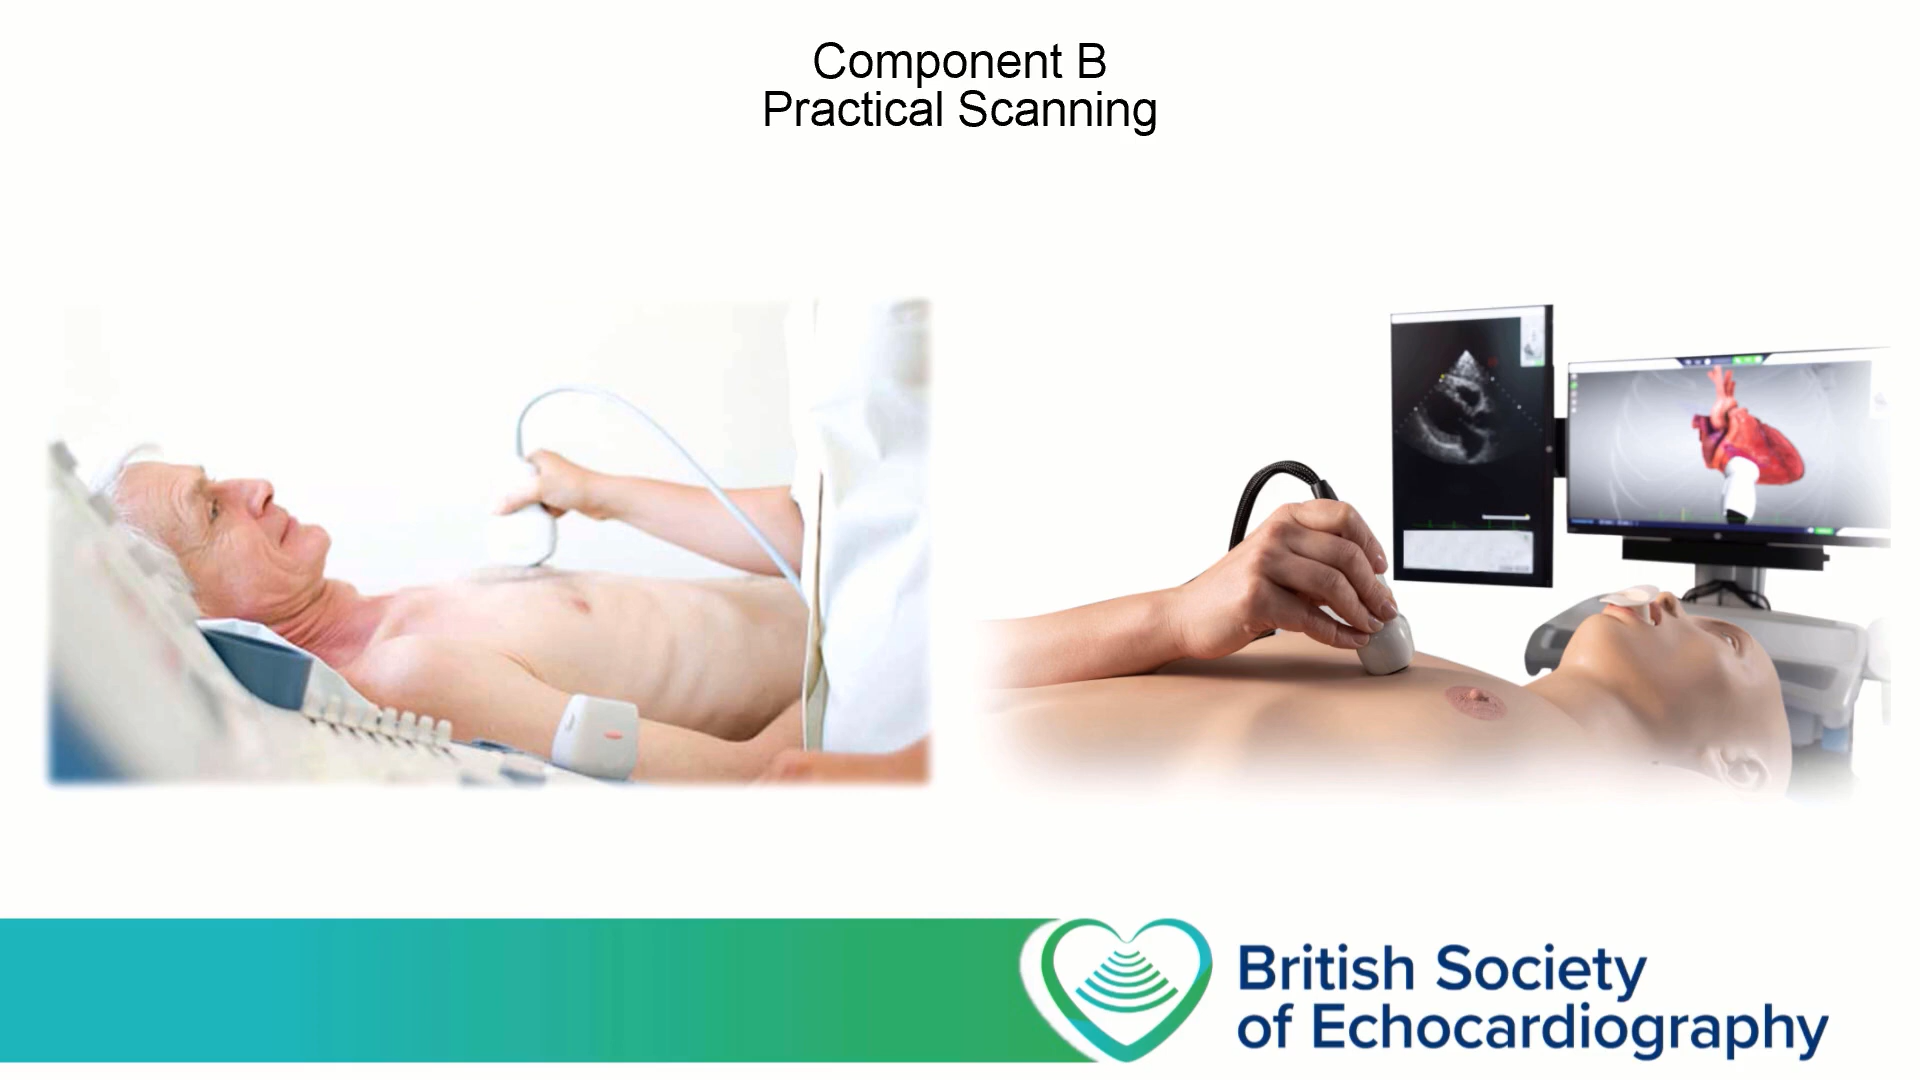 Component B
Practical Scanning
British Society
of Echocardiography